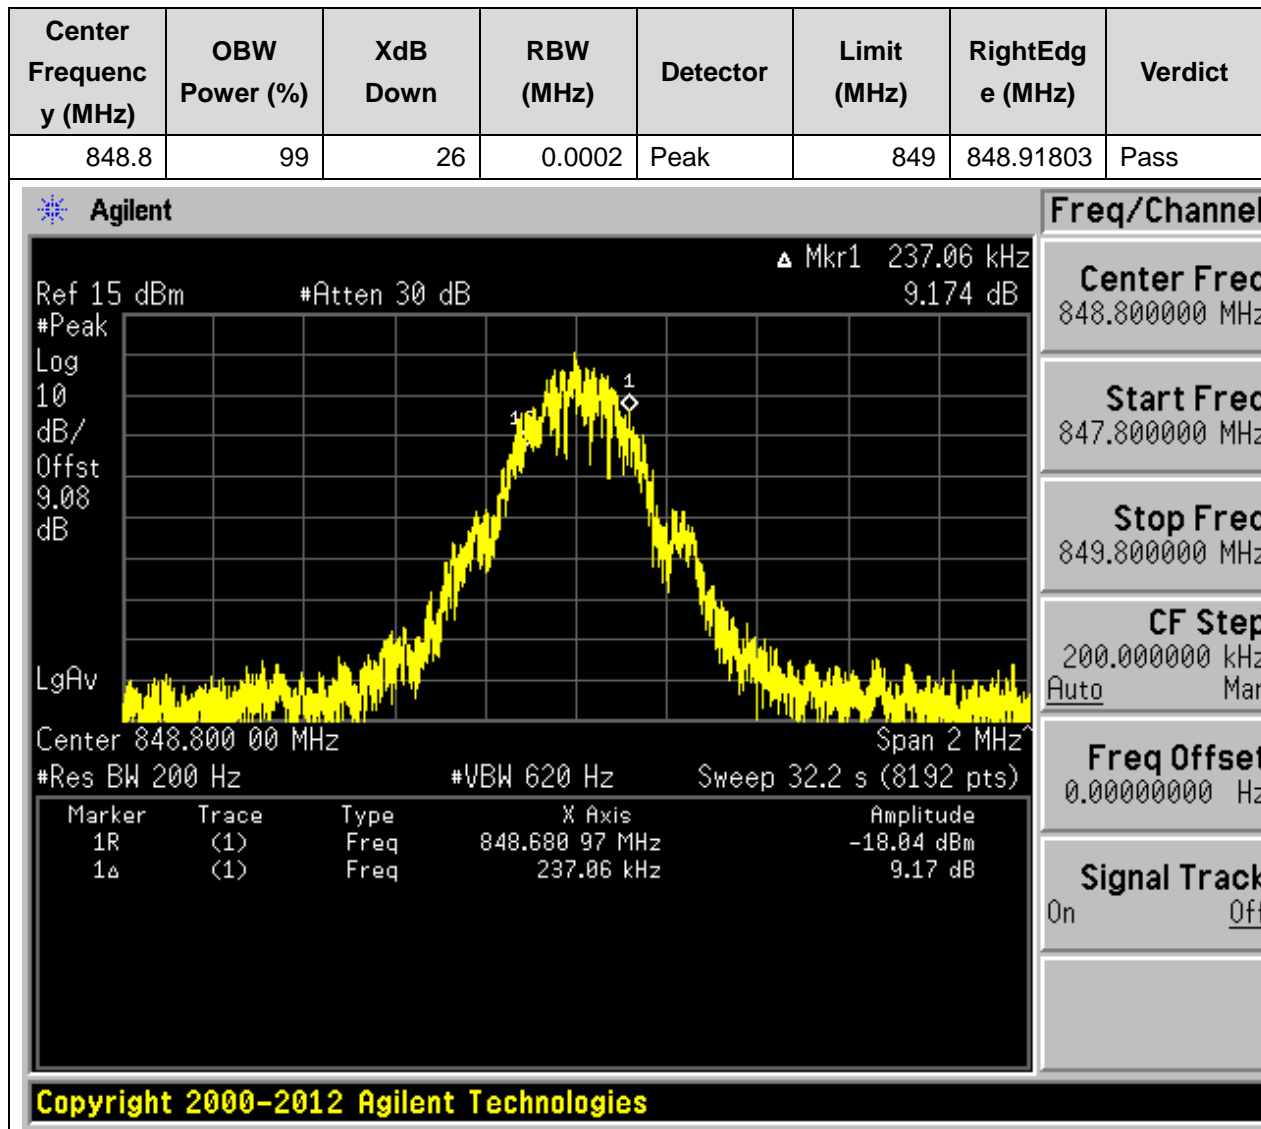 Center Frequenc y (MHz) OBW Power (%) XdB Down RBW (MHz) Detector Limit (MHz) RightEdg e (MHz) Verdict
848.8 99 26 0.0002 Peak 849 848.91803 Pass
Agilent
Freq/Channel
Δ Mkr1 237.06 kHz
Ref 15 dBm #Atten 30 dB 9.174 dB
#Peak
Log
10
dB/
Offst
9.08
dB
LgAv
1
Center 848.800 00 MHz Span 2 MHz^
#Res BW 200 Hz #VBW 620 Hz Sweep 32.2 s (8192 pts)
Marker Trace Type X Axis Amplitude
1R (1) Freq 848.680 97 MHz -18.04 dBm
1Δ (1) Freq 237.06 kHz 9.17 dB
Center Freq
848.800000 MHz
Start Freq
847.800000 MHz
Stop Freq
849.800000 MHz
CF Step
200.000000 kHz
Auto Man
Freq Offset
0.00000000 Hz
Signal Track
On Off
Copyright 2000-2012 Agilent Technologies